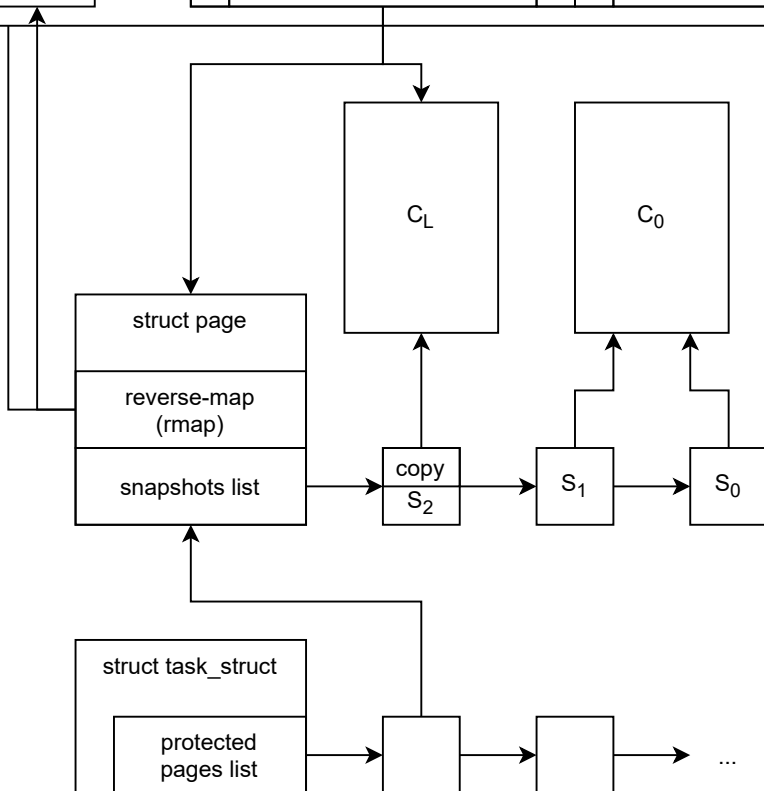 C_L
C_0
struct page
reverse-map
(rmap)
snapshots list
copy
S_2
S_1
S_0
struct task_struct
protected
pages list
...